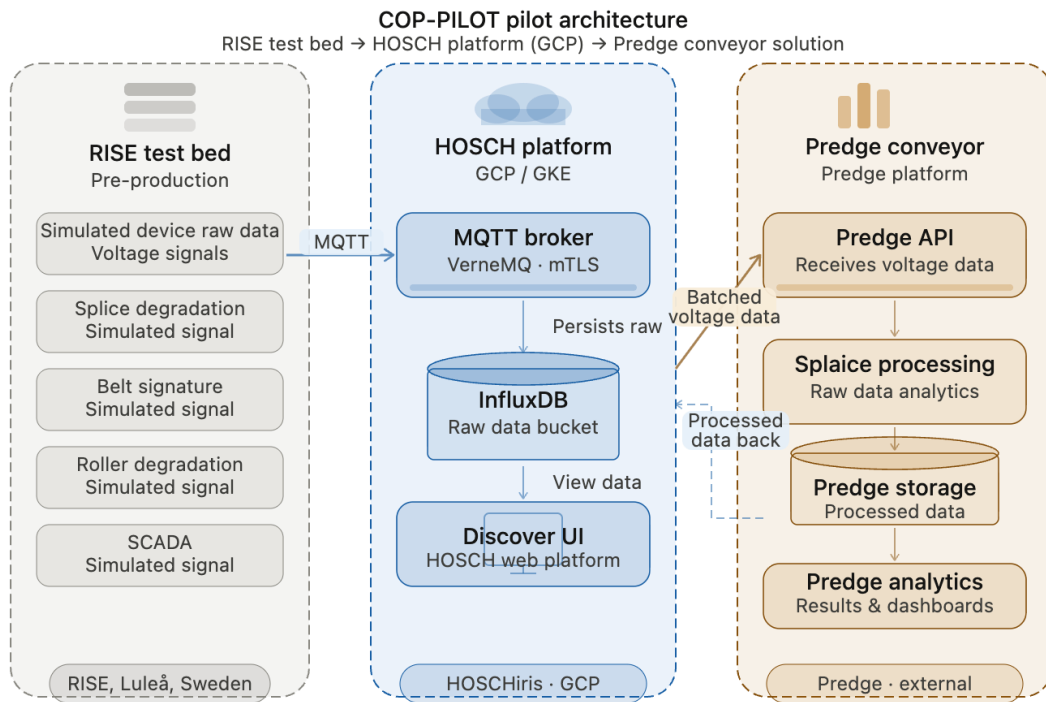 COP-PILOT pilot architecture
RISE test bed → HOSCH platform (GCP) → Predge conveyor solution
RISE test bed
Pre-production
Simulated device raw data
Voltage signals
Splice degradation
Simulated signal
Belt signature
Simulated signal
Roller degradation
Simulated signal
SCADA
Simulated signal
RISE, Luleå, Sweden
MQTT
HOSCH platform
GCP / GKE
MQTT broker
VerneMQ · mTLS
Persists raw
InfluxDB
Raw data bucket
View data
Discover UI
HOSCH web platform
HOSCHiris · GCP
Batched
voltage data
Processed
data back
Predge conveyor
Predge platform
Predge API
Receives voltage data
Splaice processing
Raw data analytics
Predge storage
Processed data
Predge analytics
Results & dashboards
Predge · external